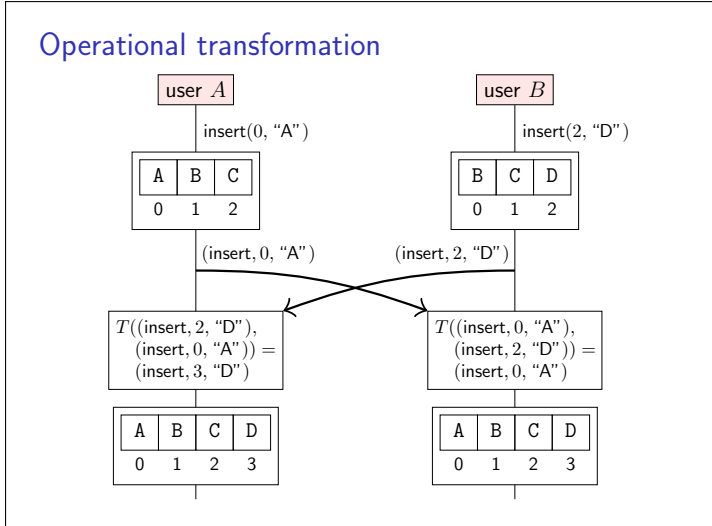 Operational transformation
user A
user B
insert(0, “A”)
insert(2, “D”)
A B C
0 1 2
B C D
0 1 2
(insert, 0, “A”)
(insert, 2, “D”)
T((insert, 2, “D”),
(insert, 0, “A”)) =
(insert, 3, “D”)
T((insert, 0, “A”),
(insert, 2, “D”)) =
(insert, 0, “A”)
A B C D
0 1 2 3
A B C D
0 1 2 3